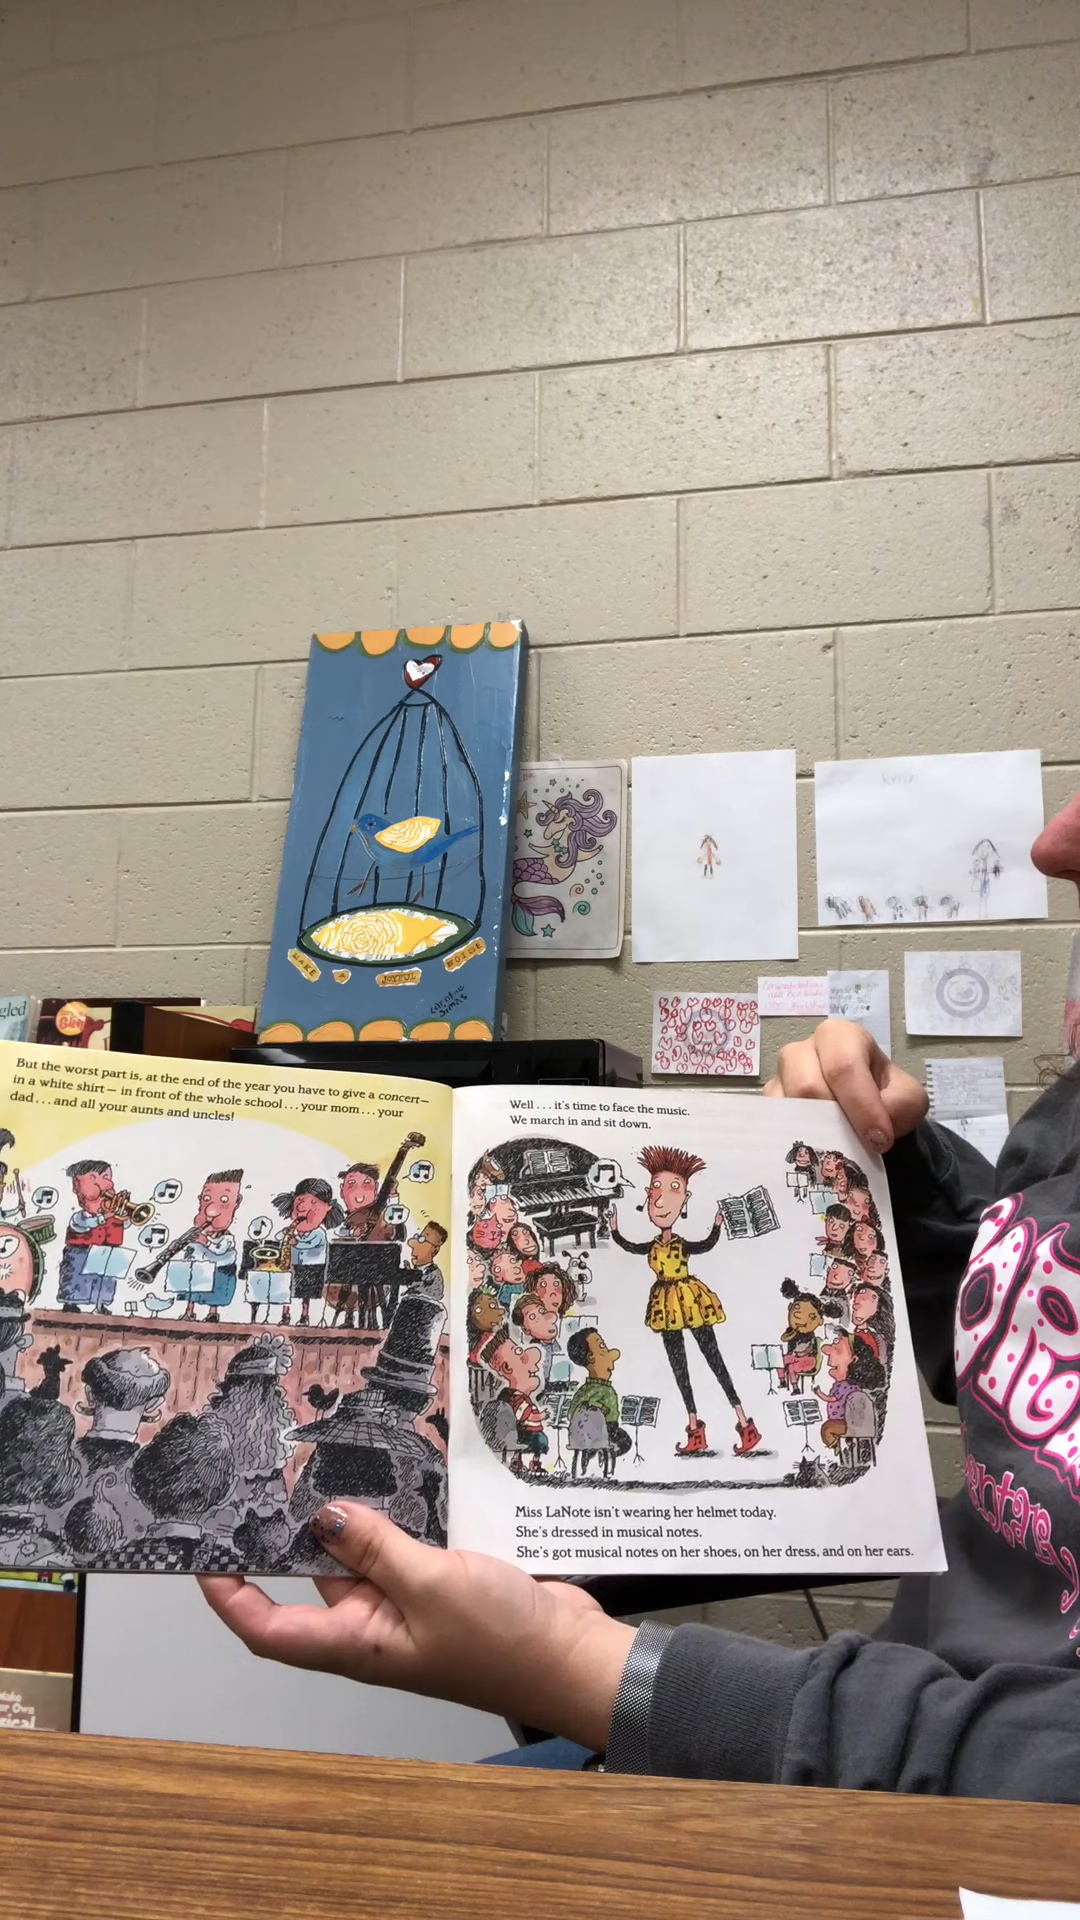 MAKE A JOYFUL NOISE
gled
But the worst part is, at the end of the year you have to give a concert—
in a white shirt— in front of the whole school...your mom...your
dad...and all your aunts and uncles!
Well...it's time to face the music.
We march in and sit down.
Miss LaNote isn't wearing her helmet today.
She's dressed in musical notes.
She's got musical notes on her shoes, on her dress, and on her ears.
Make